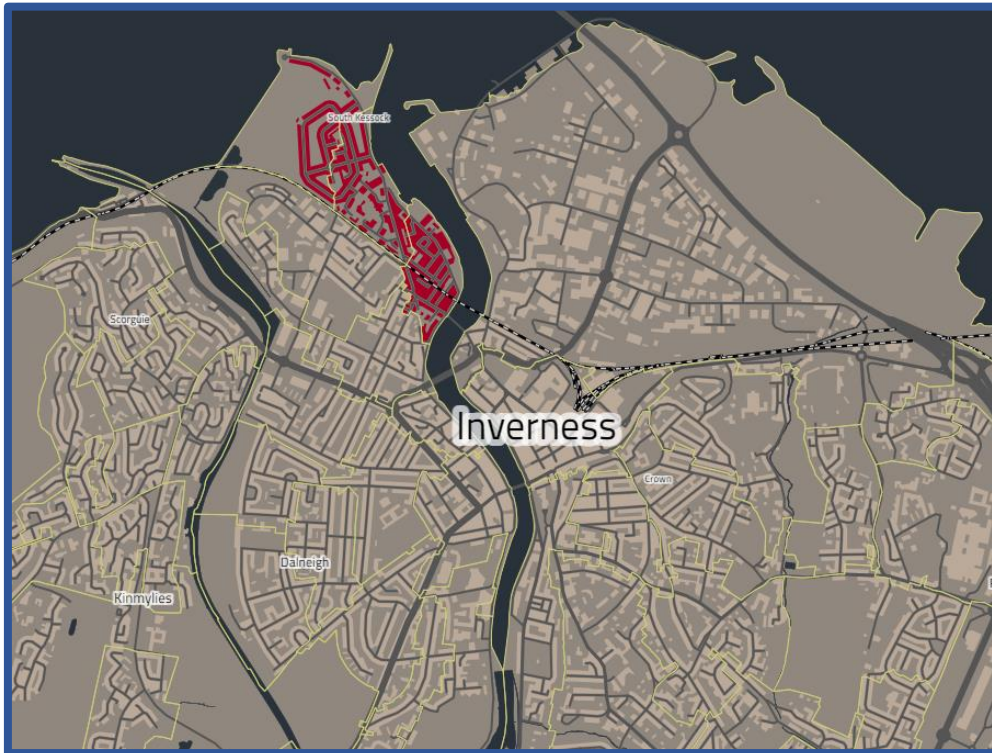 South Kessock
Scorguie
Inverness
Crown
Dalneigh
Kinmylies